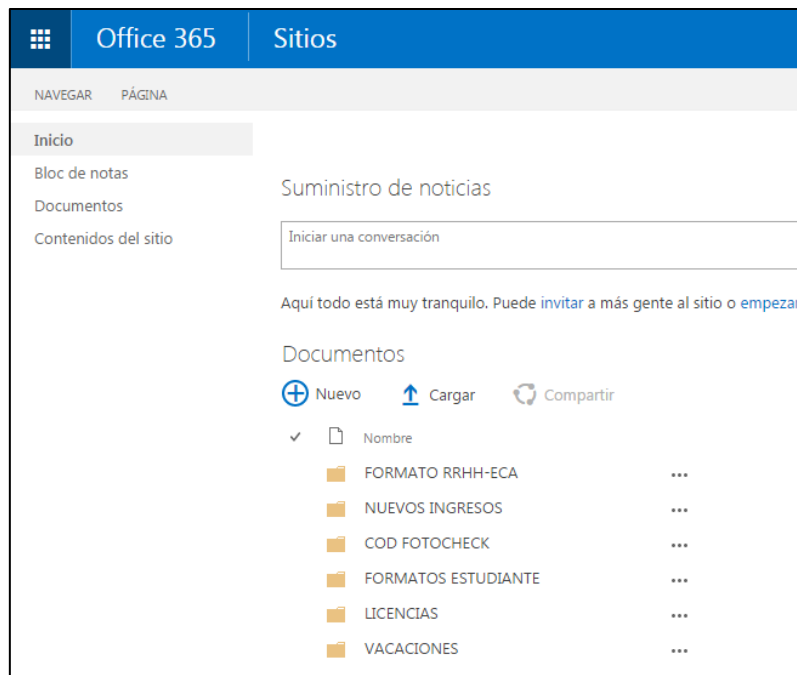 Office 365 Sitios
NAVEGAR PÁGINA
Inicio
Bloc de notas
Documentos
Contenidos del sitio
Suministro de noticias
Iniciar una conversación
Aquí todo está muy tranquilo. Puede invitar a más gente al sitio o empezar
Documentos
Nuevo Cargar Compartir
Nombre
FORMATO RRHH-ECA ...
NUEVOS INGRESOS ...
COD FOTOCHECK ...
FORMATOS ESTUDIANTE ...
LICENCIAS ...
VACACIONES ...